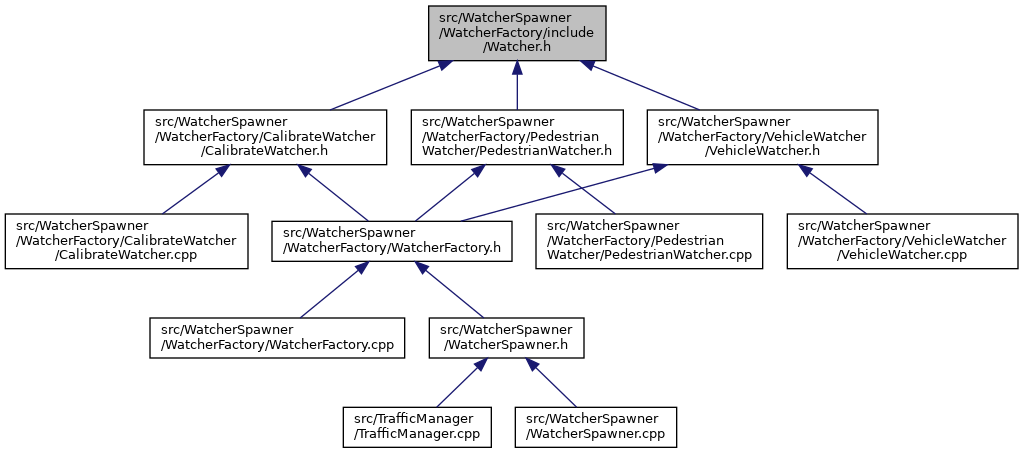 src/WatcherSpawner
/WatcherFactory/include
/Watcher.h
src/WatcherSpawner
/WatcherFactory/CalibrateWatcher
/CalibrateWatcher.h
src/WatcherSpawner
/WatcherFactory/Pedestrian
Watcher/PedestrianWatcher.h
src/WatcherSpawner
/WatcherFactory/VehicleWatcher
/VehicleWatcher.h
src/WatcherSpawner
/WatcherFactory/CalibrateWatcher
/CalibrateWatcher.cpp
src/WatcherSpawner
/WatcherFactory/WatcherFactory.h
src/WatcherSpawner
/WatcherFactory/Pedestrian
Watcher/PedestrianWatcher.cpp
src/WatcherSpawner
/WatcherFactory/VehicleWatcher
/VehicleWatcher.cpp
src/WatcherSpawner
/WatcherFactory/WatcherFactory.cpp
src/WatcherSpawner
/WatcherSpawner.h
src/TrafficManager
/TrafficManager.cpp
src/WatcherSpawner
/WatcherSpawner.cpp